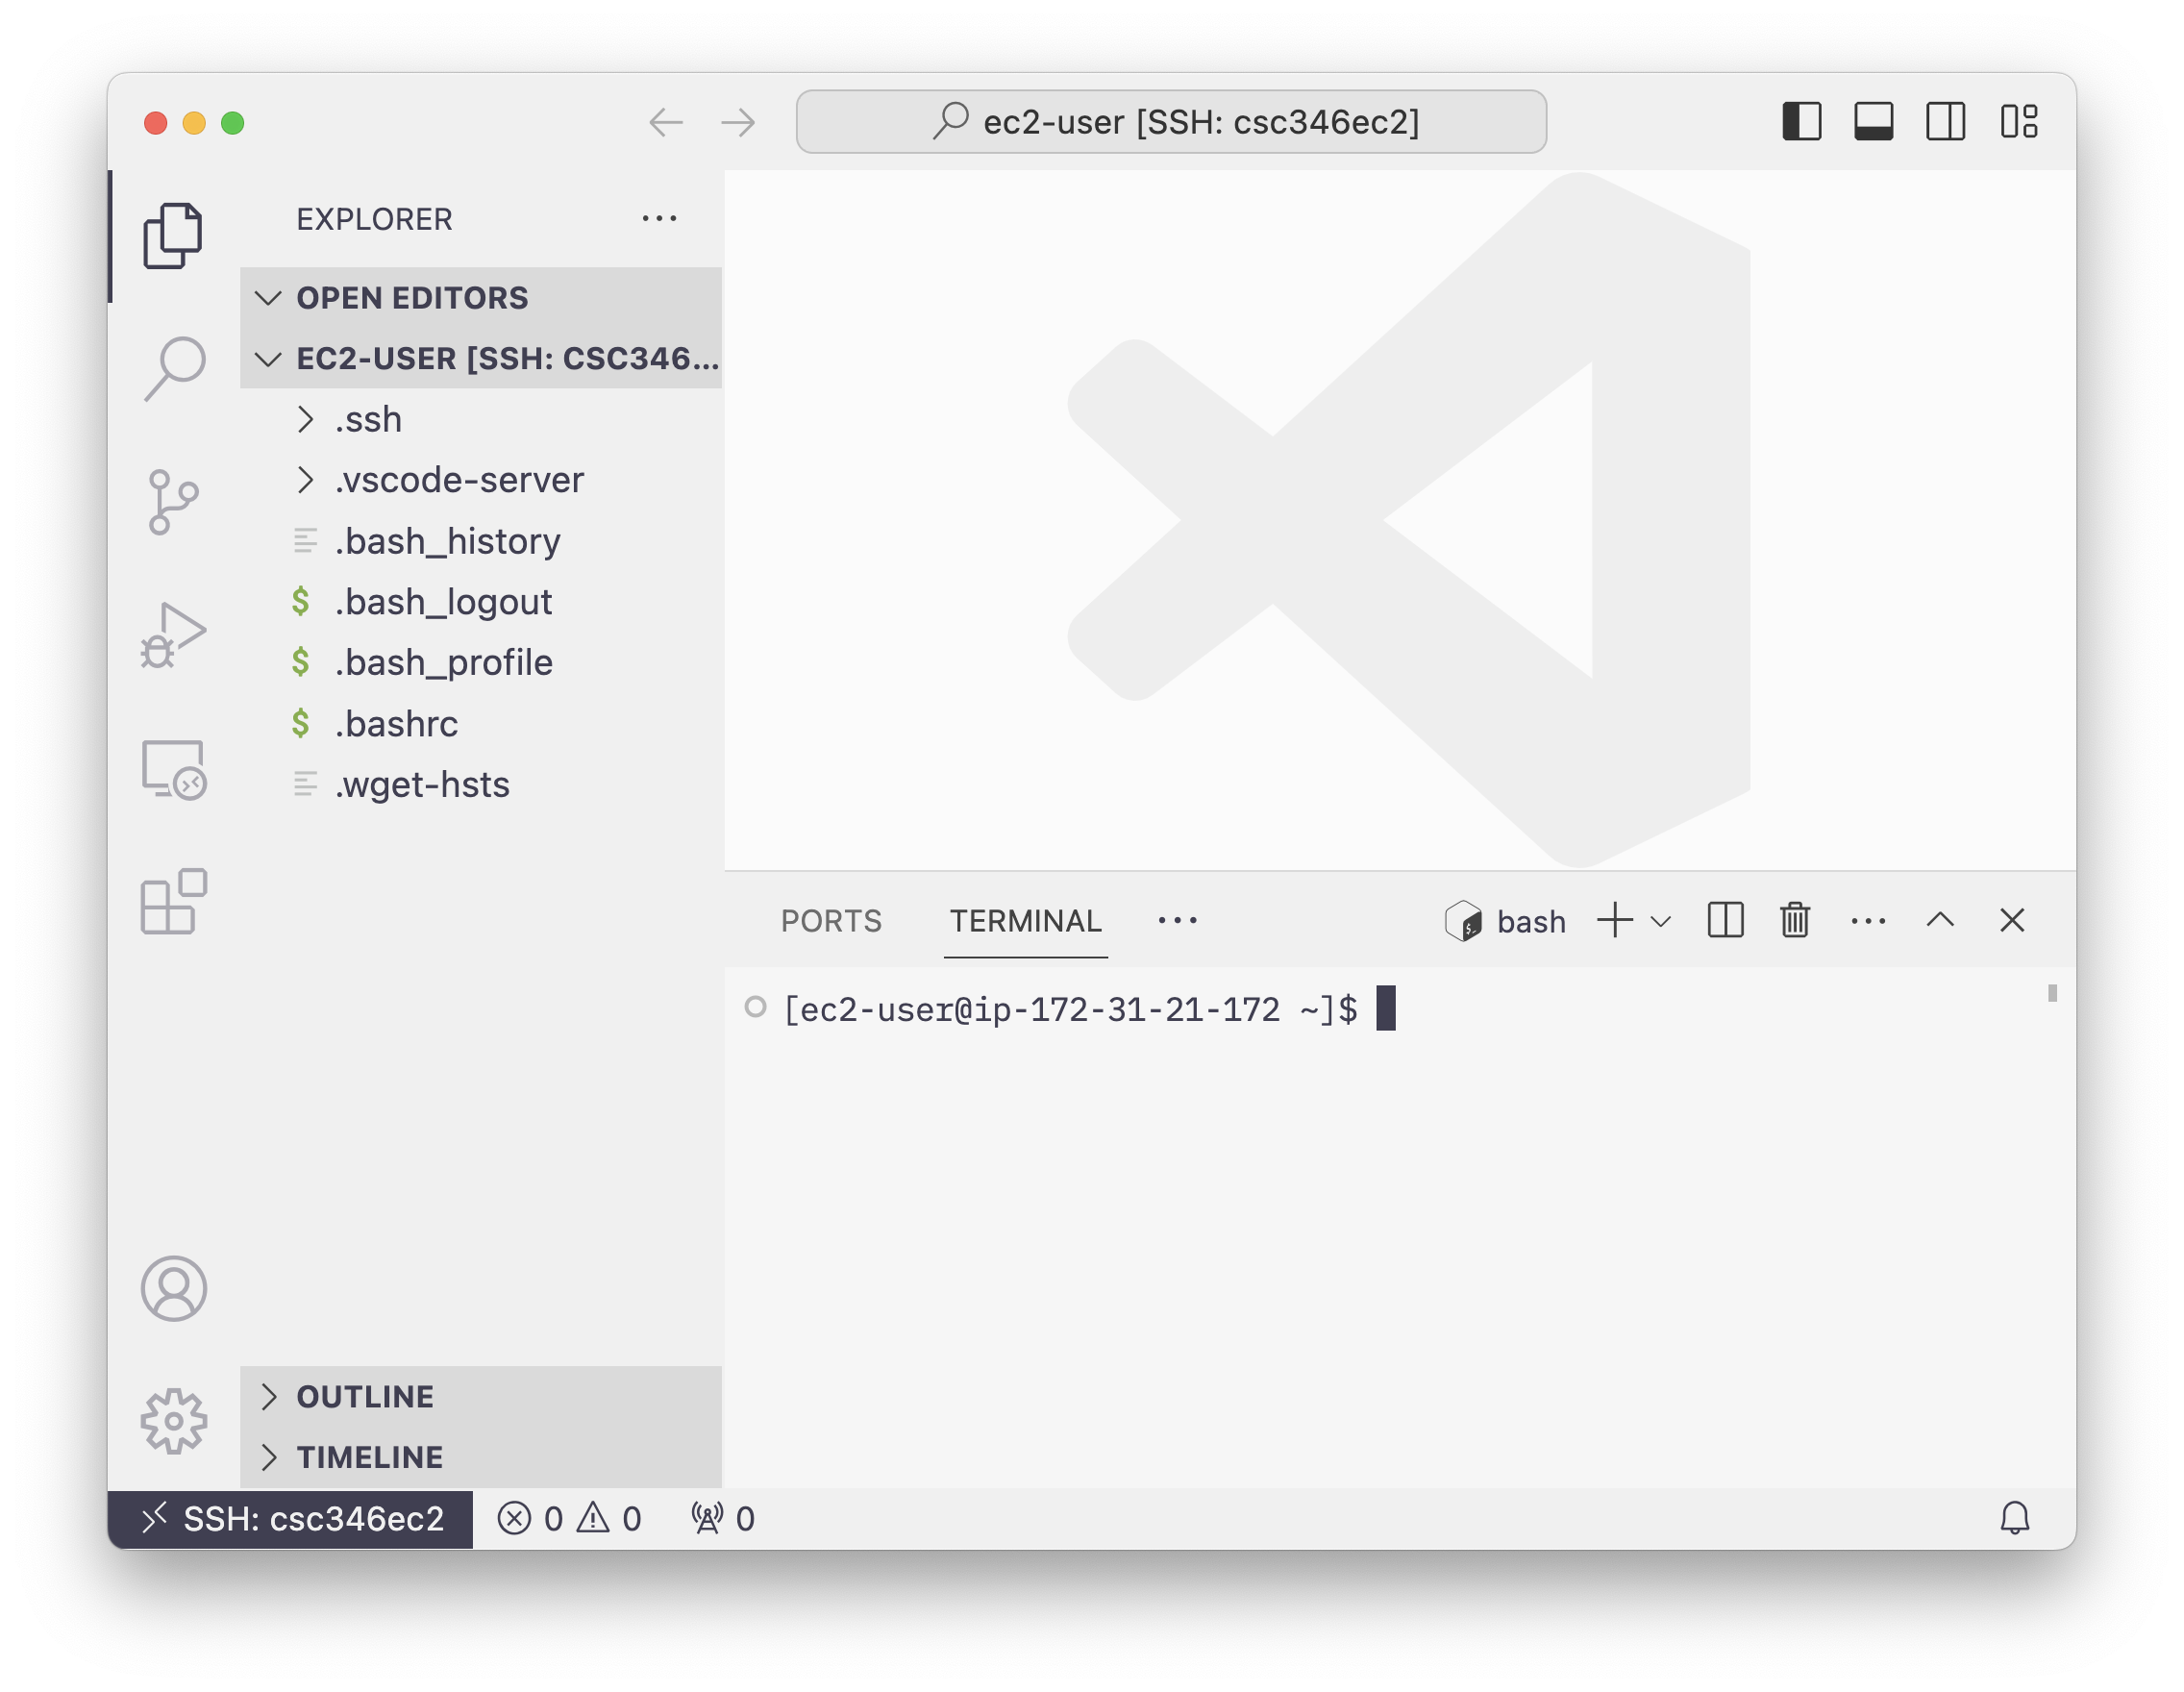 ec2-user [SSH: csc346ec2]
EXPLORER
OPEN EDITORS
EC2-USER [SSH: CSC346...
.ssh
.vscode-server
.bash_history
$ .bash_logout
$ .bash_profile
$ .bashrc
.wget-hsts
OUTLINE
TIMELINE
PORTS TERMINAL bash
[ec2-user@ip-172-31-21-172 ~]$
SSH: csc346ec2 0 0 0